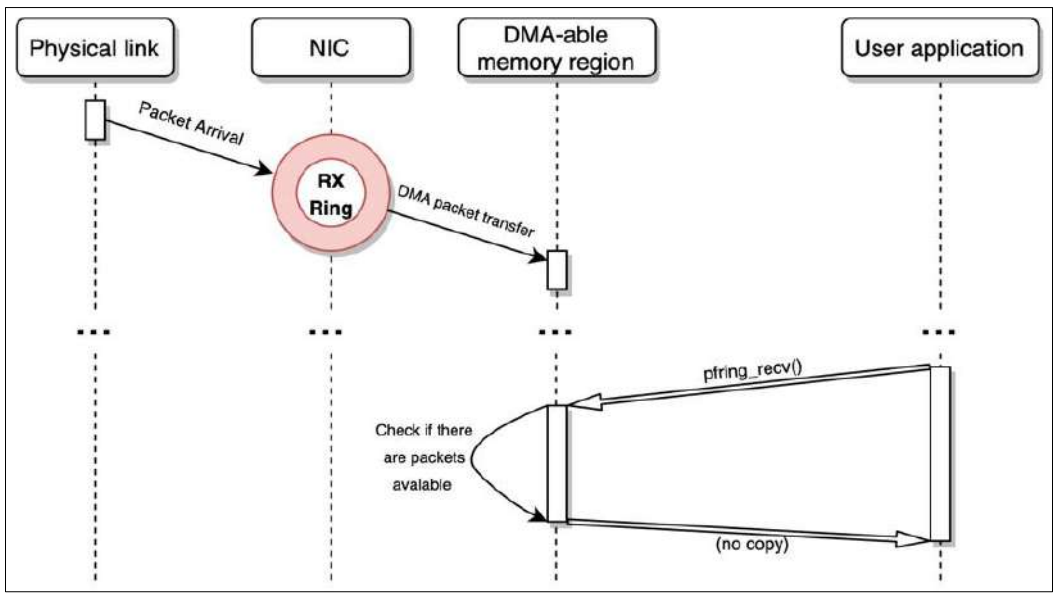 Physical link
NIC
DMA-able
memory region
User application
Packet Arrival
RX
Ring
DMA packet transfer
...
...
...
...
pfring_recv()
Check if there
are packets
avalable
(no copy)